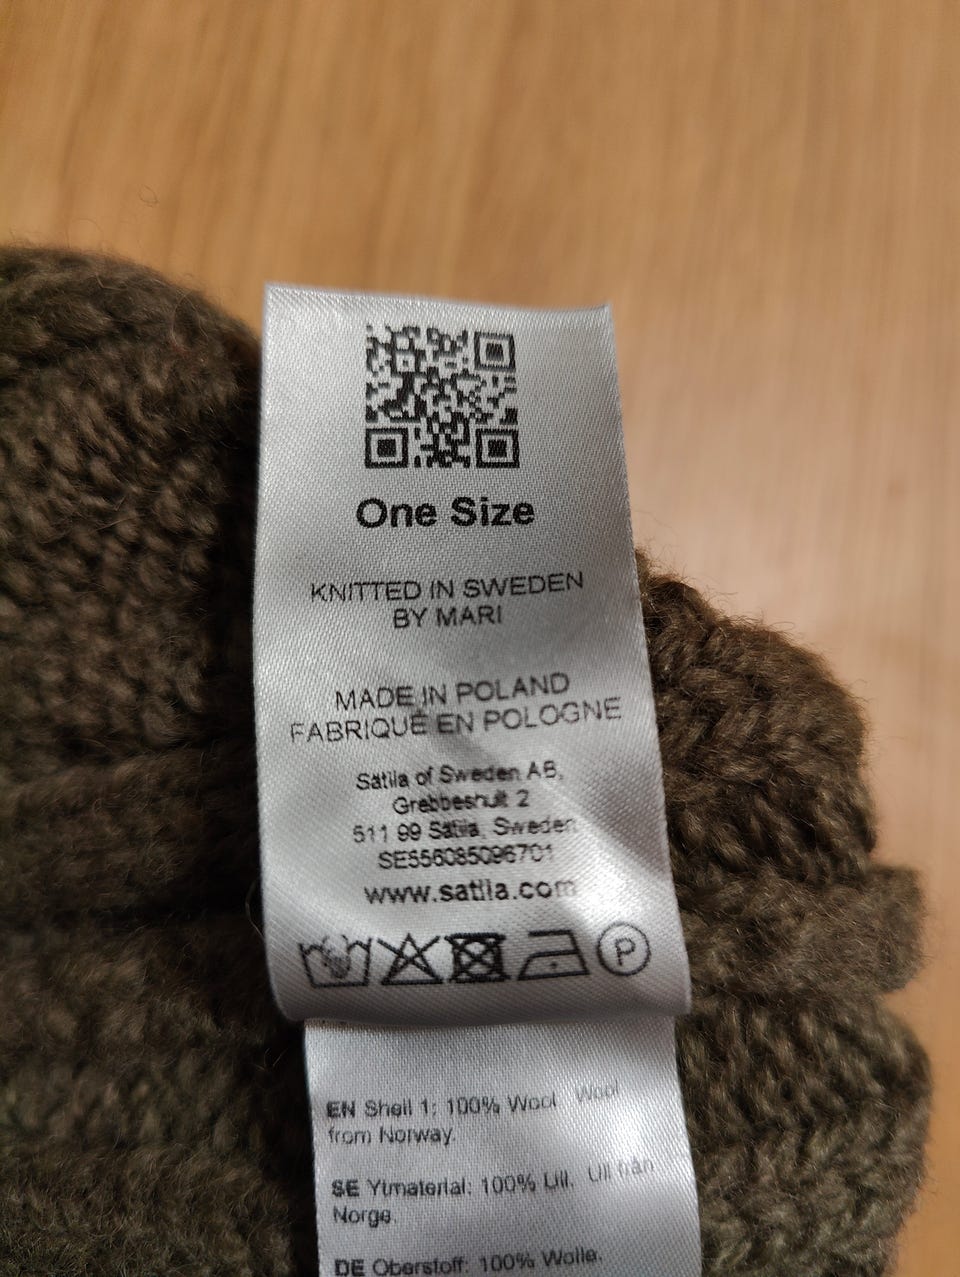 One Size
KNITTED IN SWEDEN
BY MARI
MADE IN POLAND
FABRIQUÉ EN POLOGNE
Sätila of Sweden AB,
Grebbeshult 2
511 99 Sätila, Sweden
SE556085096701
www.satila.com
P
EN Shell 1: 100% Wool Wool
from Norway.
SE Ytmaterial: 100% Ull. Ull från
Norge.
DE Oberstoff: 100% Wolle.